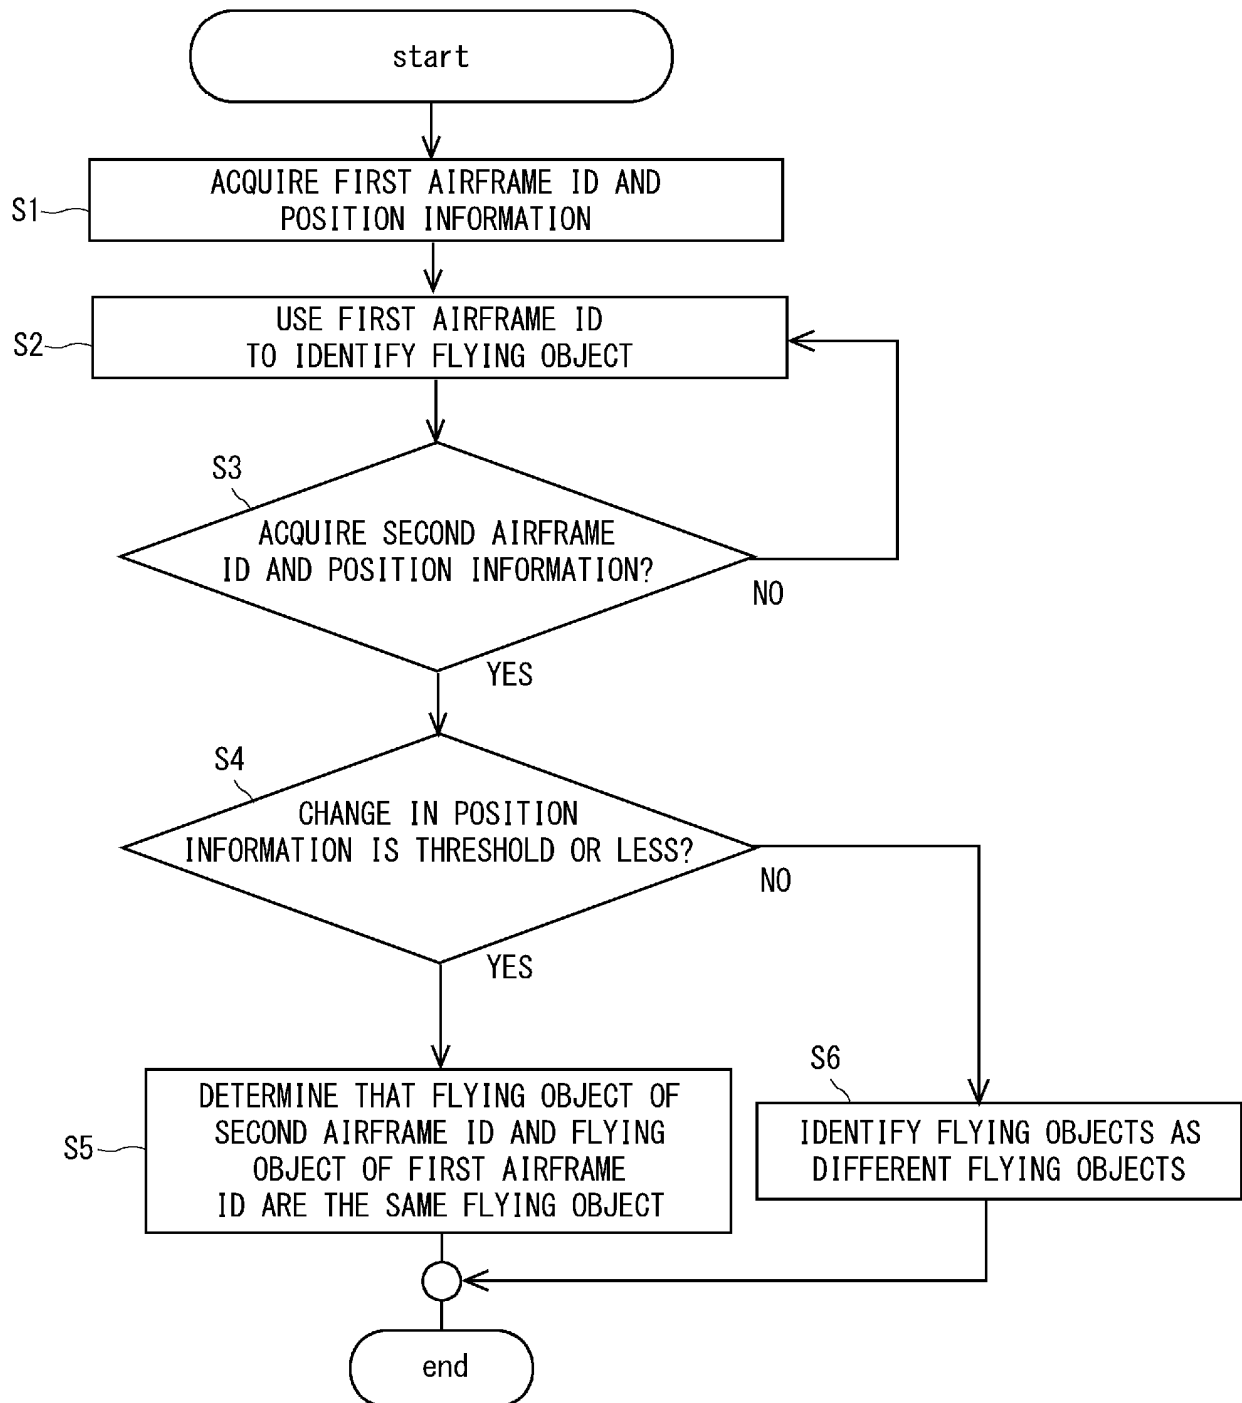 start
ACQUIRE FIRST AIRFRAME ID AND
POSITION INFORMATION
S1
USE FIRST AIRFRAME ID
TO IDENTIFY FLYING OBJECT
S2
S3
ACQUIRE SECOND AIRFRAME
ID AND POSITION INFORMATION?
NO
YES
S4
CHANGE IN POSITION
INFORMATION IS THRESHOLD OR LESS?
NO
YES
S5
DETERMINE THAT FLYING OBJECT OF
SECOND AIRFRAME ID AND FLYING
OBJECT OF FIRST AIRFRAME
ID ARE THE SAME FLYING OBJECT
S6
IDENTIFY FLYING OBJECTS AS
DIFFERENT FLYING OBJECTS
end